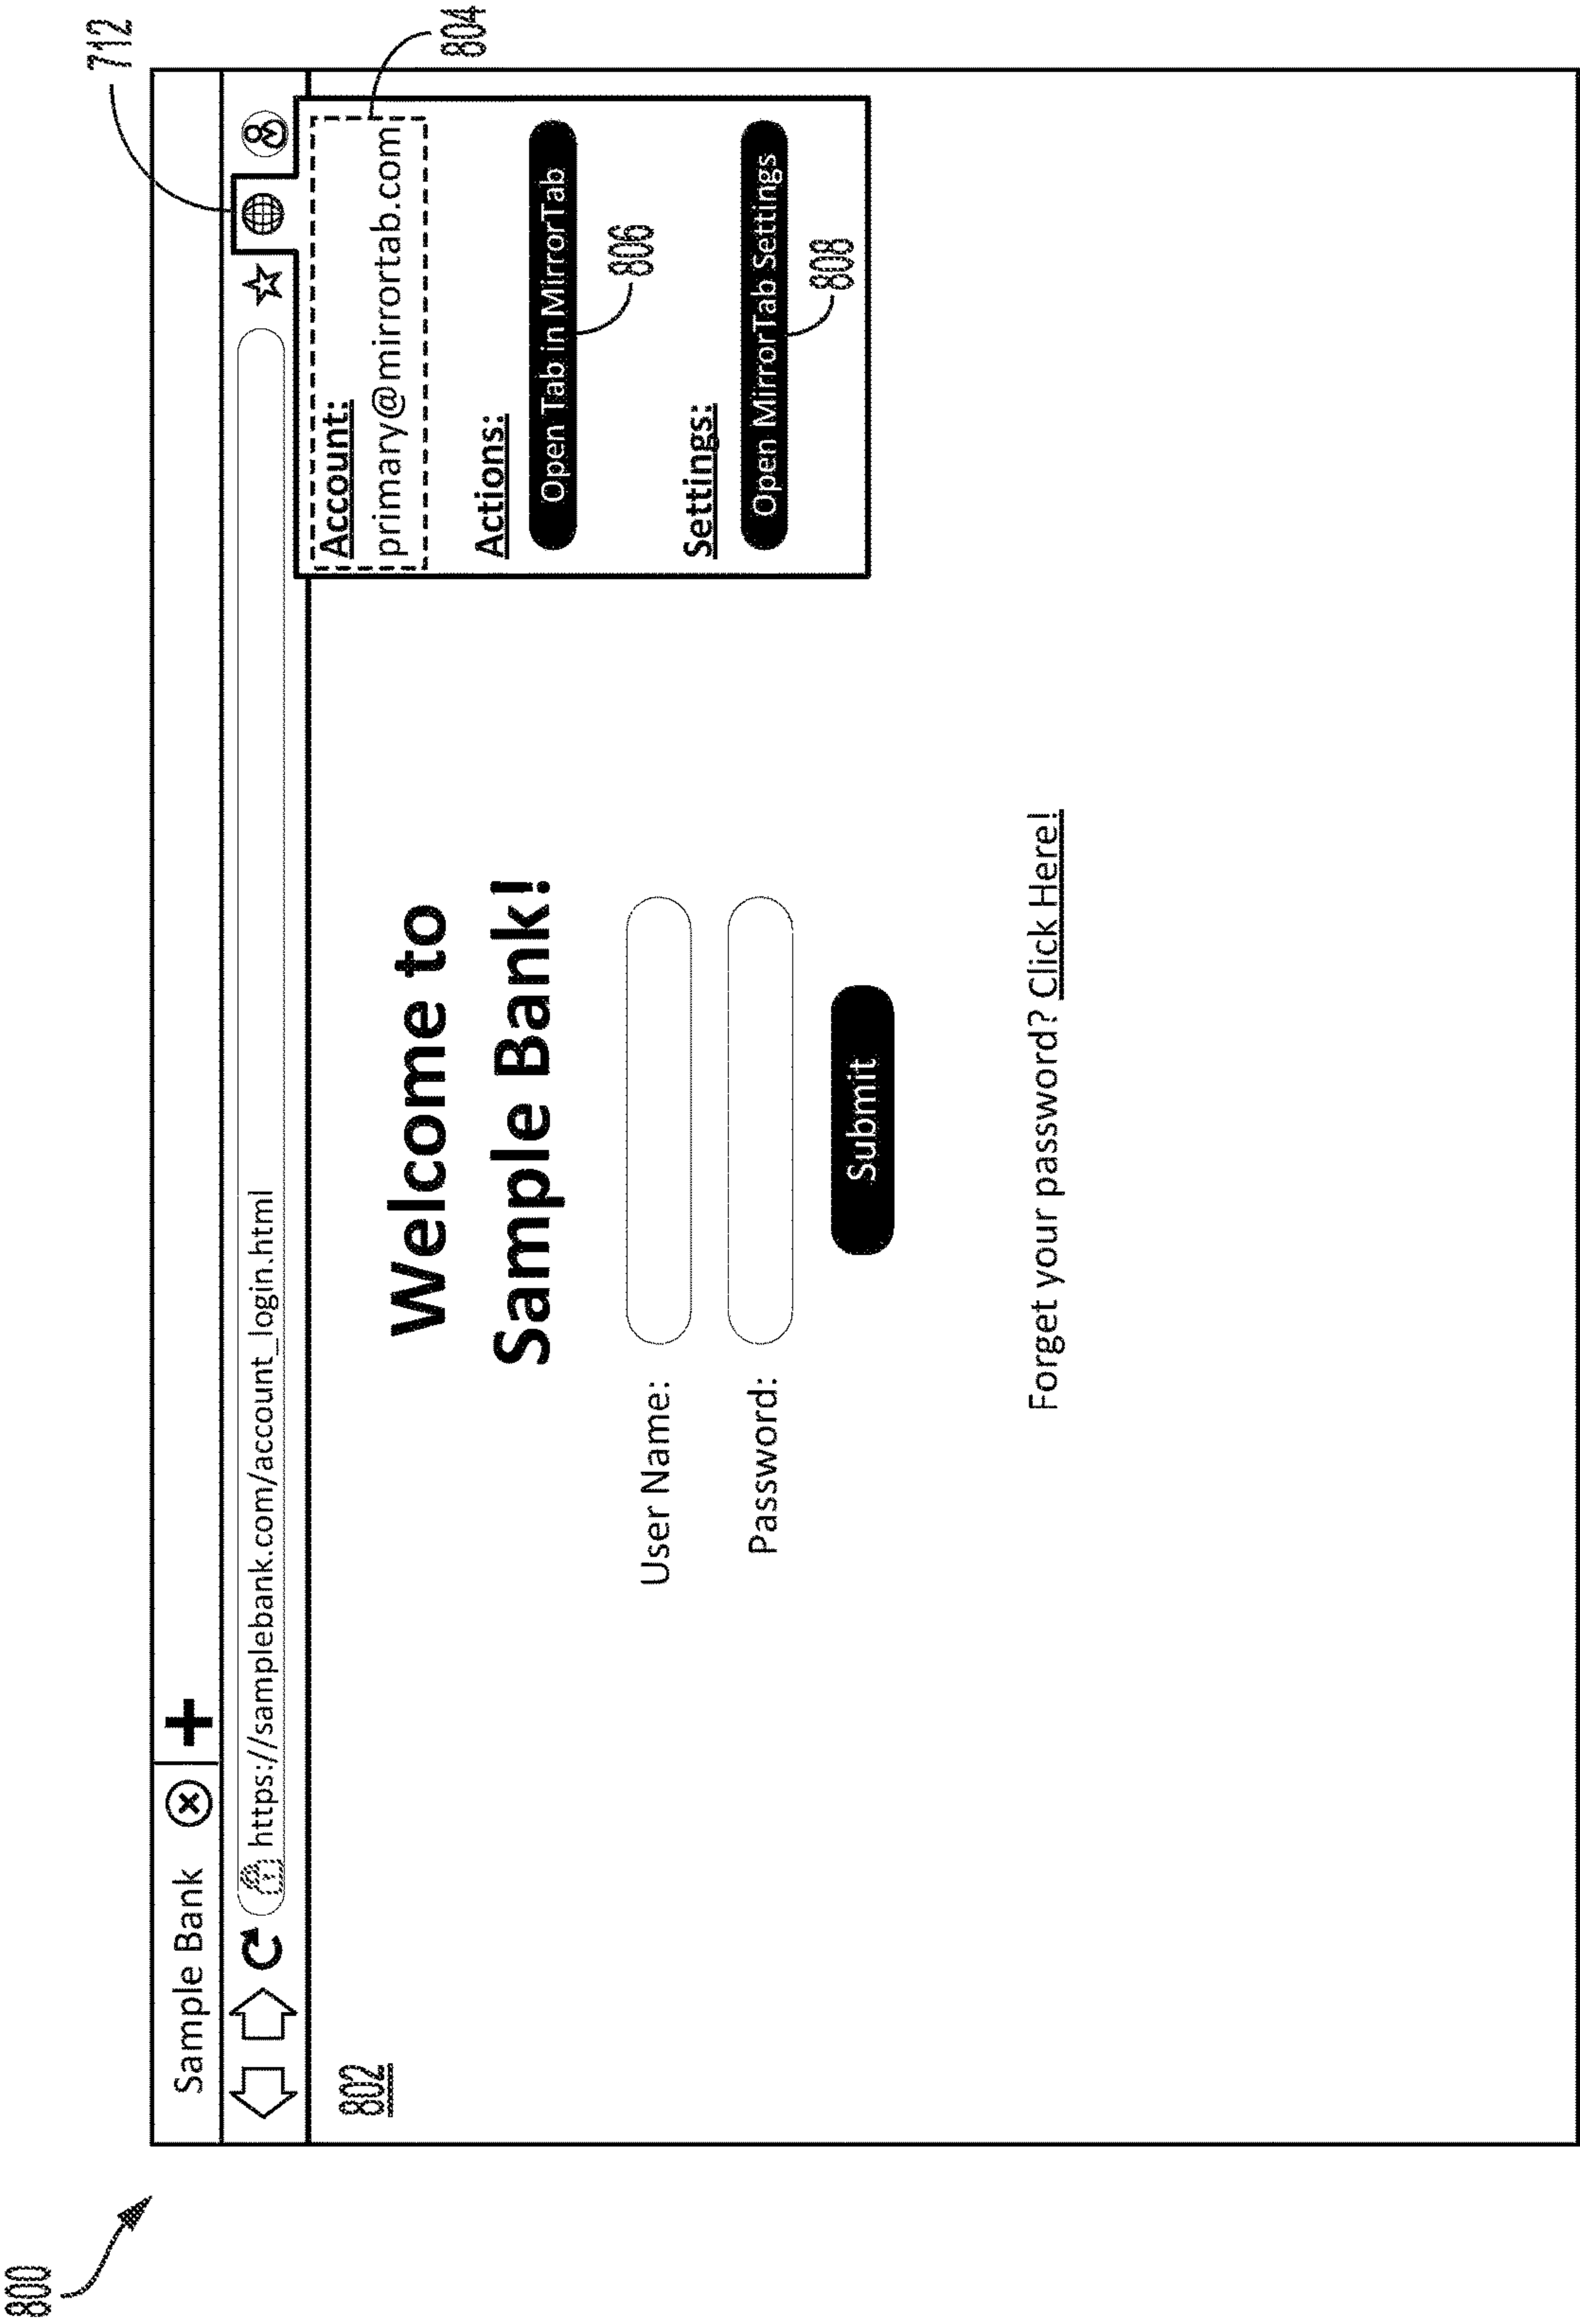 800
712
Sample Bank
https://samplebank.com/account_login.html
802
804
Account:
primary@mirrortab.com
Actions:
Open Tab in MirrorTab
806
Settings:
Open MirrorTab Settings
808
Welcome to
Sample Bank!
User Name:
Password:
Submit
Forget your password? Click Here!